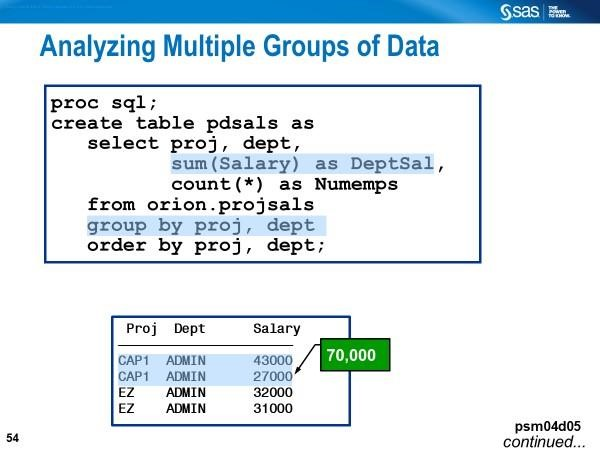 sas THE POWER TO KNOW.
Analyzing Multiple Groups of Data
proc sql;
create table pdsals as
select proj, dept,
sum(Salary) as DeptSal,
count(*) as Numemps
from orion.projsals
group by proj, dept
order by proj, dept;
Proj Dept Salary
CAP1 ADMIN 43000
CAP1 ADMIN 27000
EZ ADMIN 32000
EZ ADMIN 31000
70,000
psm04d05
54
continued...